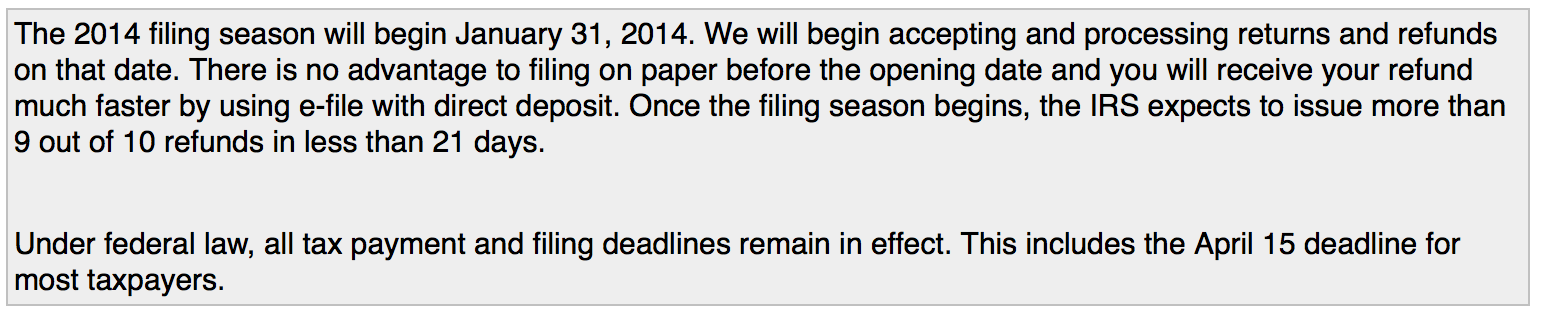 The 2014 filing season will begin January 31, 2014. We will begin accepting and processing returns and refunds
on that date. There is no advantage to filing on paper before the opening date and you will receive your refund
much faster by using e-file with direct deposit. Once the filing season begins, the IRS expects to issue more than
9 out of 10 refunds in less than 21 days.
Under federal law, all tax payment and filing deadlines remain in effect. This includes the April 15 deadline for
most taxpayers.